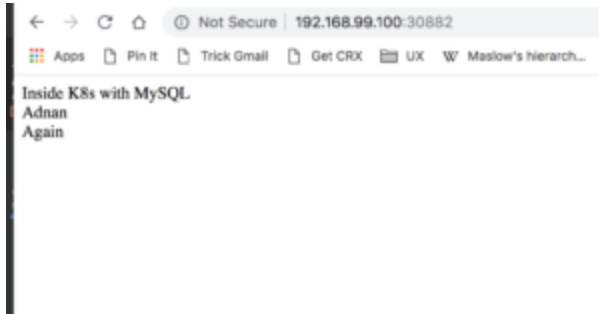 Not Secure | 192.168.99.100:30882
Apps Pin It Trick Gmail Get CRX UX W Maslow's hierarch...
Inside K8s with MySQL
Adnan
Again